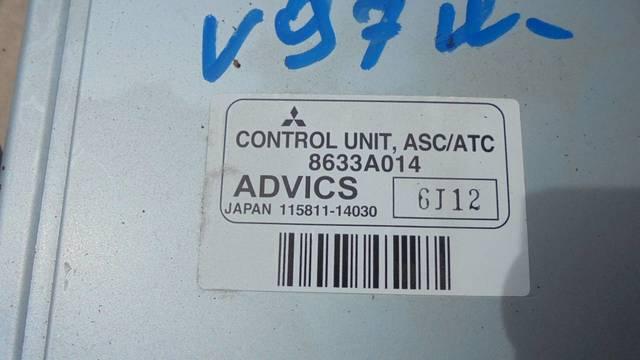 V97W
CONTROL UNIT, ASC/ATC
8633A014
ADVICS 6J12
JAPAN 115811-14030